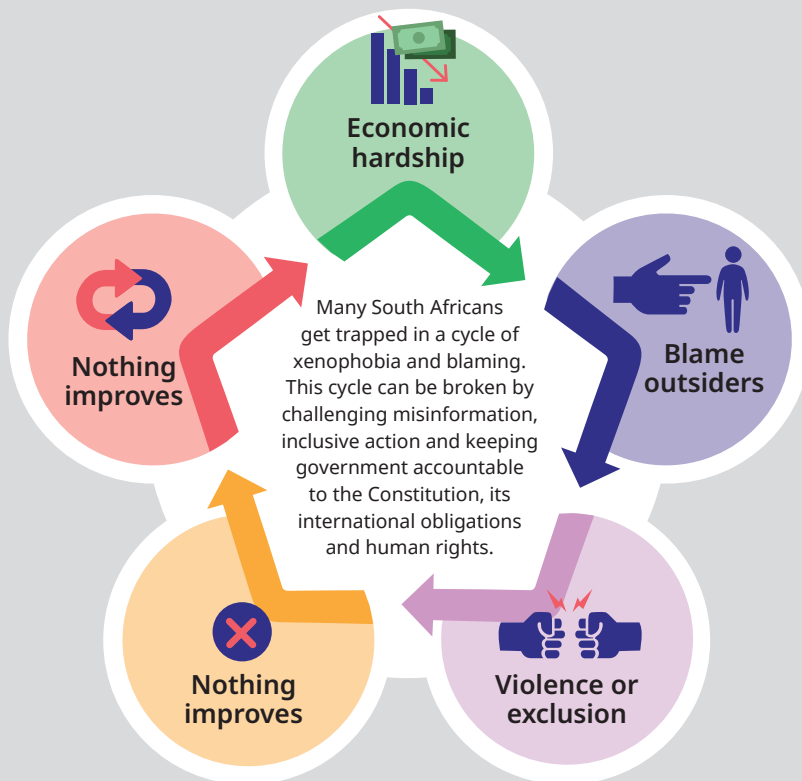 Economic
hardship
Blame
outsiders
Violence or
exclusion
Nothing
improves
Nothing
improves
Many South Africans
get trapped in a cycle of
xenophobia and blaming.
This cycle can be broken by
challenging misinformation,
inclusive action and keeping
government accountable
to the Constitution, its
international obligations
and human rights.